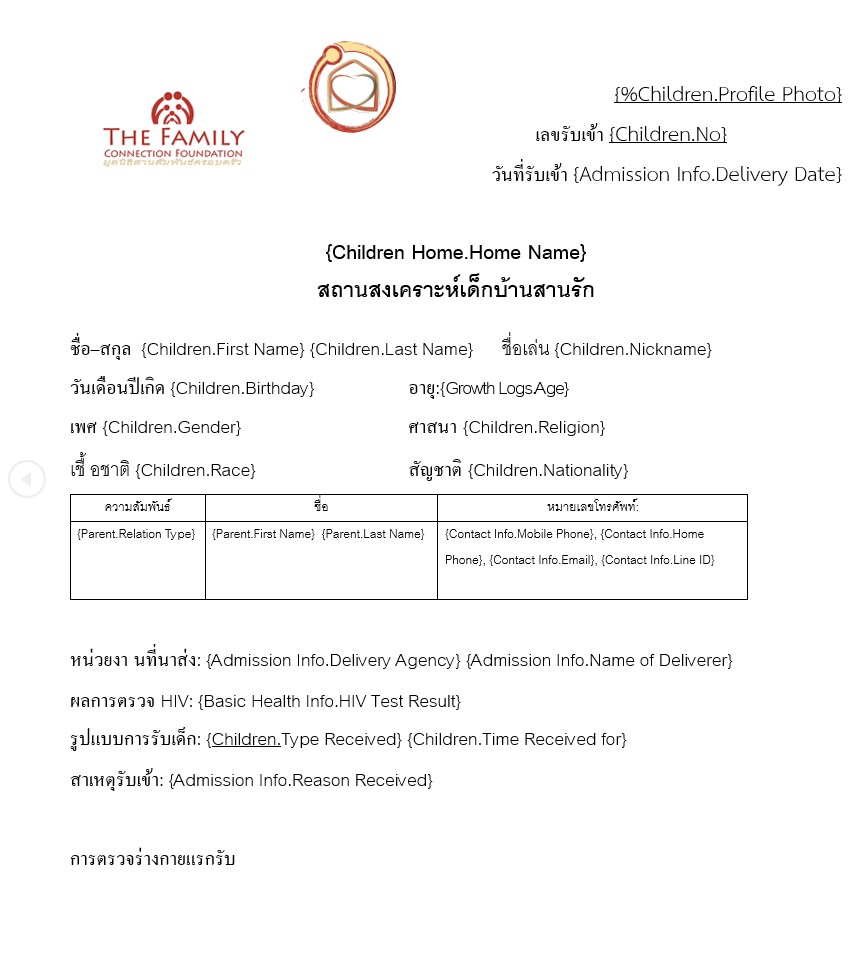 THE FAMILY
CONNECTION FOUNDATION
มูลนิธิสานสัมพันธ์ครอบครัว
{%Children.Profile Photo}
เลขรับเข้า {Children.No}
วันที่รับเข้า {Admission Info.Delivery Date}
{Children Home.Home Name}
สถานสงเคราะห์เด็กบ้านสานรัก
ชื่อ–สกุล {Children.First Name} {Children.Last Name} ชื่อเล่น {Children.Nickname}
วันเดือนปีเกิด {Children.Birthday} อายุ:{Growth Logs.Age}
เพศ {Children.Gender} ศาสนา {Children.Religion}
เชื้ อชาติ {Children.Race} สัญชาติ {Children.Nationality}
ความสัมพันธ์ ชื่อ หมายเลขโทรศัพท์:
{Parent.Relation Type} {Parent.First Name} {Parent.Last Name} {Contact Info.Mobile Phone}, {Contact Info.Home
Phone}, {Contact Info.Email}, {Contact Info.Line ID}
หน่วยงา นที่นาส่ง: {Admission Info.Delivery Agency} {Admission Info.Name of Deliverer}
ผลการตรวจ HIV: {Basic Health Info.HIV Test Result}
รูปแบบการรับเด็ก: {Children.Type Received} {Children.Time Received for}
สาเหตุรับเข้า: {Admission Info.Reason Received}
การตรวจร่างกายแรกรับ